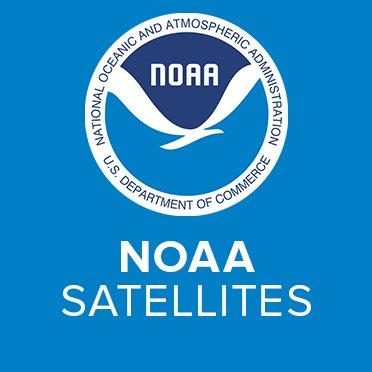 NATIONAL OCEANIC AND ATMOSPHERIC ADMINISTRATION
NOAA
U.S. DEPARTMENT OF COMMERCE
NOAA
SATELLITES